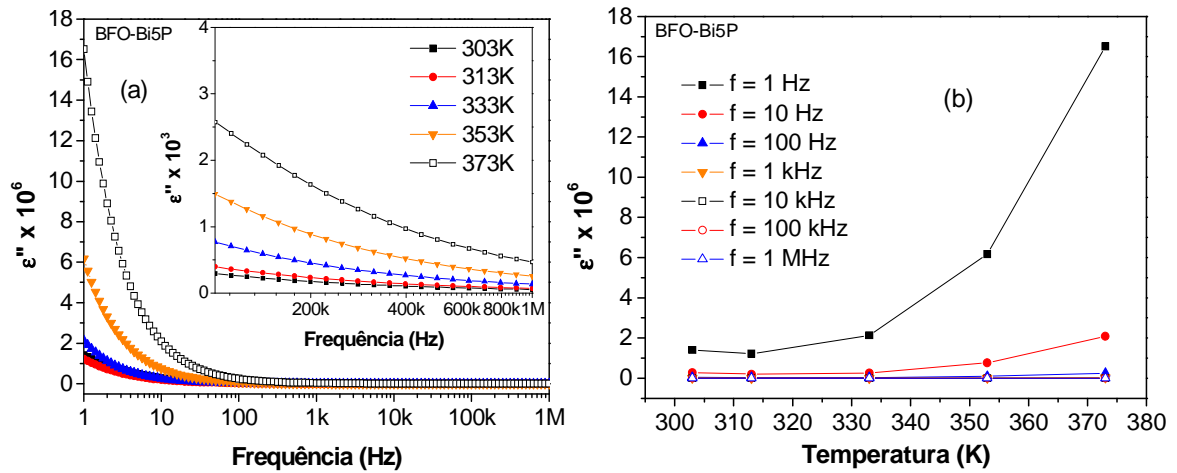 BFO-Bi5P
(a)
ε'' x 10⁶
18
16
14
12
10
8
6
4
2
0
1
10
100
1k
10k
100k
1M
Frequência (Hz)
ε'' x 10³
4
3
2
1
0
200k
400k
600k
800k
1M
Frequência (Hz)
303K
313K
333K
353K
373K
BFO-Bi5P
(b)
f = 1 Hz
f = 10 Hz
f = 100 Hz
f = 1 kHz
f = 10 kHz
f = 100 kHz
f = 1 MHz
ε'' x 10⁶
18
16
14
12
10
8
6
4
2
0
300
310
320
330
340
350
360
370
380
Temperatura (K)